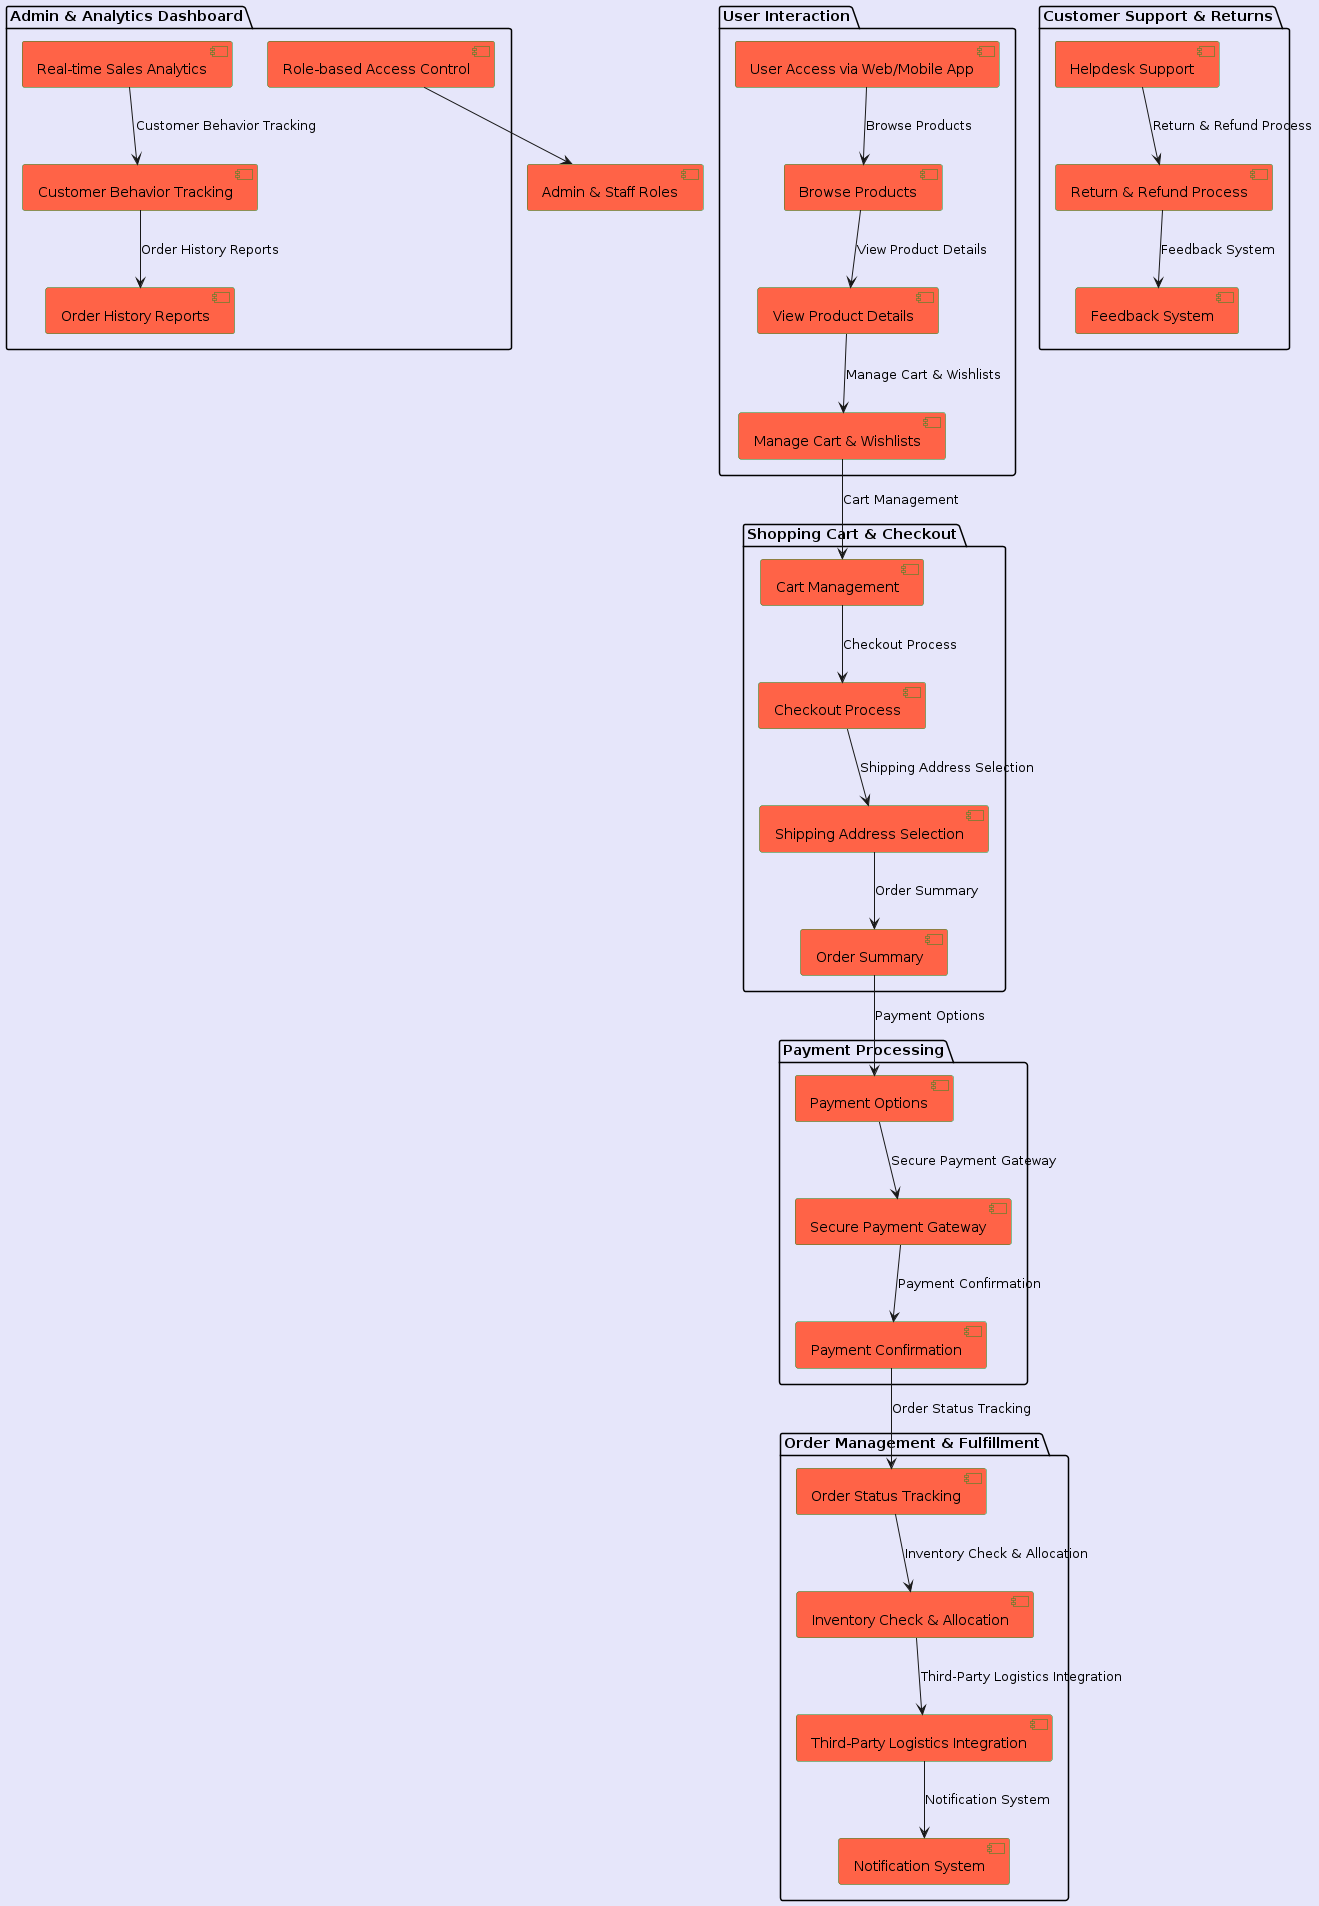 Admin & Analytics Dashboard
Real-time Sales Analytics
Role-based Access Control
Customer Behavior Tracking
Customer Behavior Tracking
Admin & Staff Roles
Order History Reports
Order History Reports
User Interaction
User Access via Web/Mobile App
Browse Products
Browse Products
View Product Details
View Product Details
Manage Cart & Wishlists
Manage Cart & Wishlists
Cart Management
Customer Support & Returns
Helpdesk Support
Return & Refund Process
Return & Refund Process
Feedback System
Feedback System
Shopping Cart & Checkout
Cart Management
Checkout Process
Checkout Process
Shipping Address Selection
Shipping Address Selection
Order Summary
Order Summary
Payment Options
Payment Processing
Payment Options
Secure Payment Gateway
Secure Payment Gateway
Payment Confirmation
Payment Confirmation
Order Status Tracking
Order Management & Fulfillment
Order Status Tracking
Inventory Check & Allocation
Inventory Check & Allocation
Third-Party Logistics Integration
Third-Party Logistics Integration
Notification System
Notification System